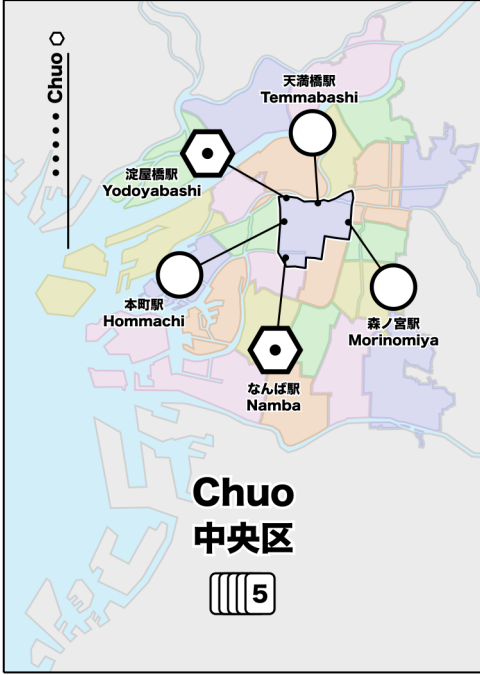 Chuo
天満橋駅
Temmabashi
淀屋橋駅
Yodoyabashi
本町駅
Hommachi
森ノ宮駅
Morinomiya
なんば駅
Namba
Chuo
中央区
5